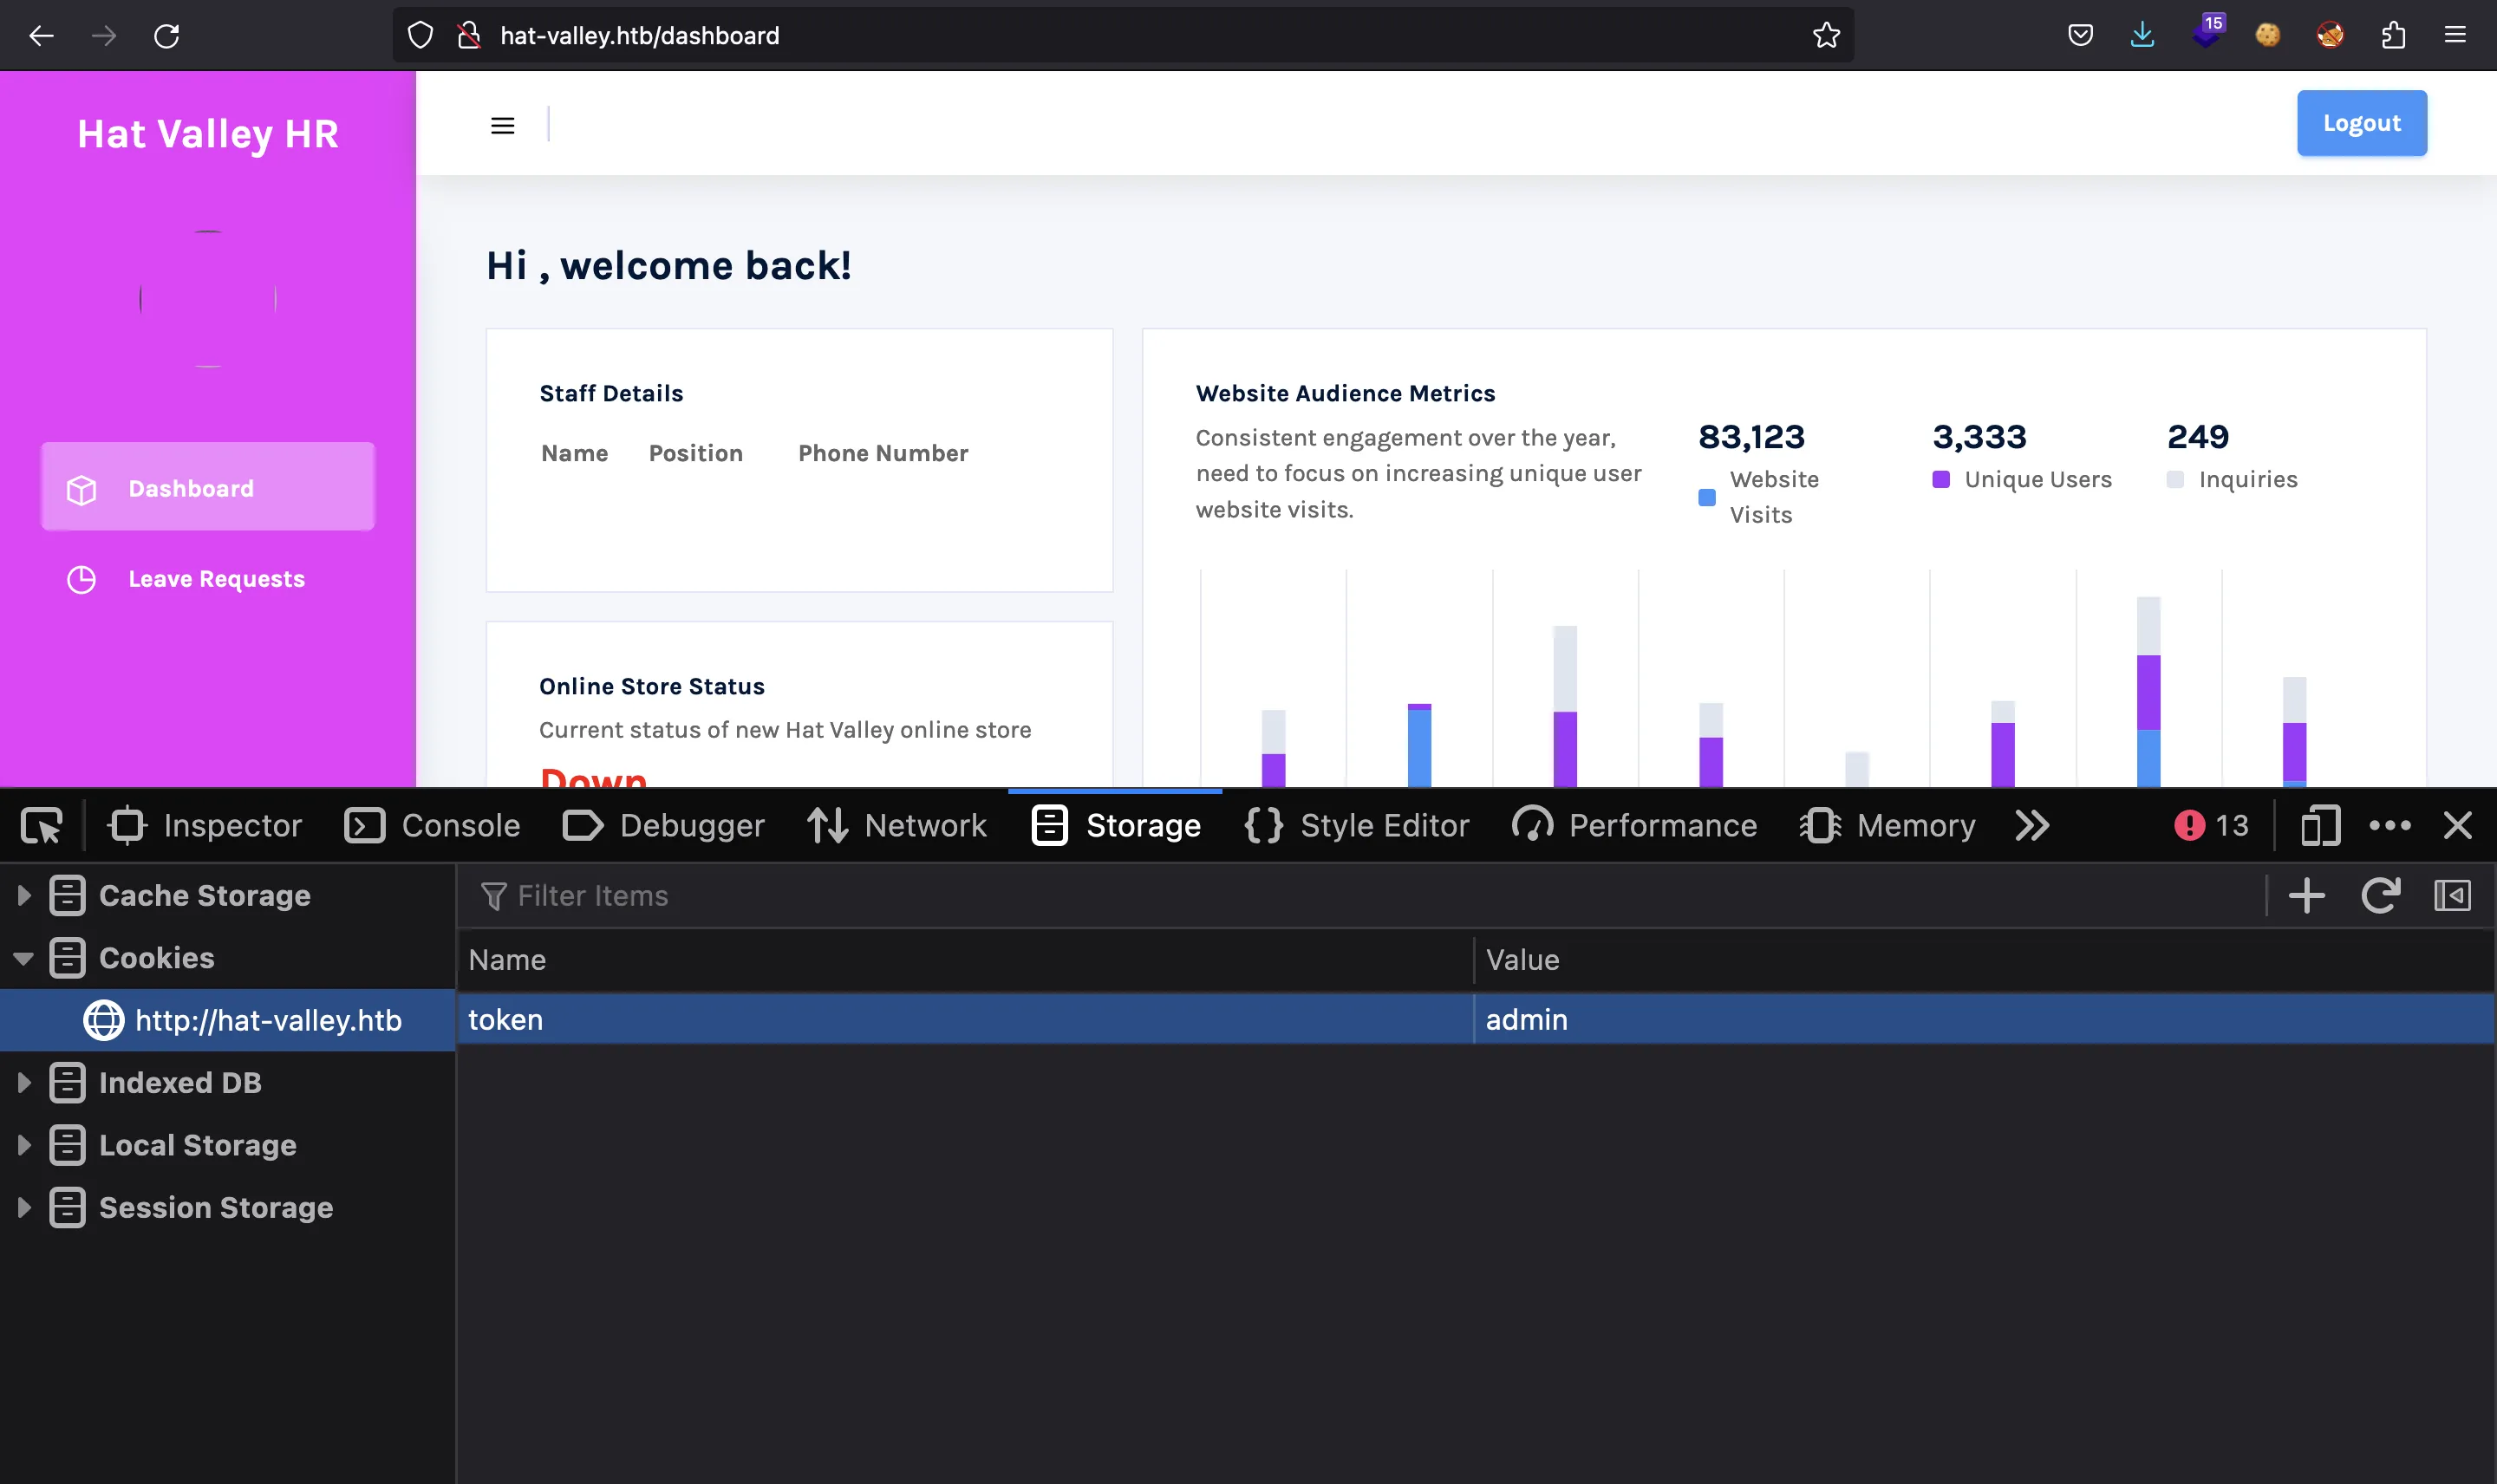 hat-valley.htb/dashboard
15
Hat Valley HR
Logout
Dashboard
Leave Requests
Hi , welcome back!
Staff Details
Name Position Phone Number
Online Store Status
Current status of new Hat Valley online store
Down
Website Audience Metrics
Consistent engagement over the year,
need to focus on increasing unique user
website visits.
83,123
Website
Visits
3,333
Unique Users
249
Inquiries
Inspector Console Debugger Network Storage Style Editor Performance Memory 13
Cache Storage
Cookies
http://hat-valley.htb
Indexed DB
Local Storage
Session Storage
Filter Items
Name Value
token admin